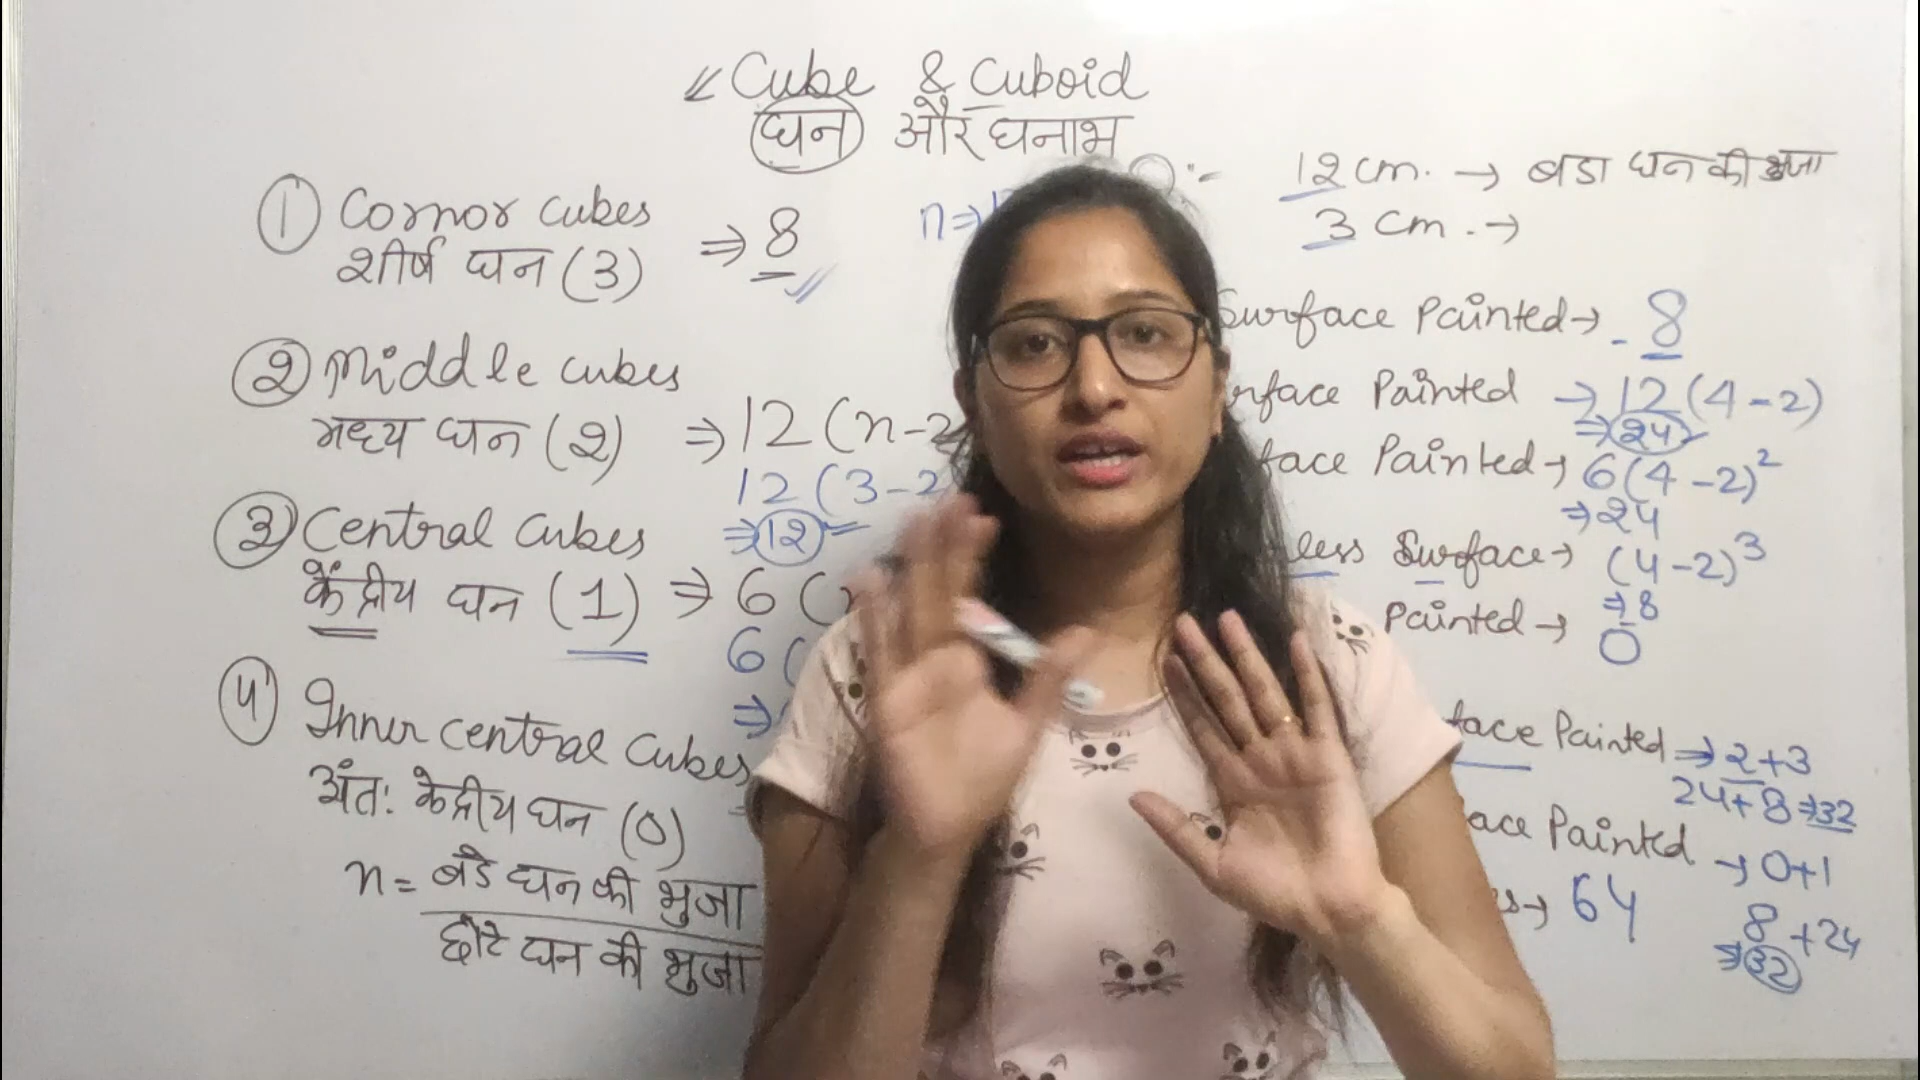 Cube & Cuboid
घन और घनाभ
① Cornor cubes
शीर्ष घन (3) ⇒ 8
② Middle cubes
मध्य घन (2) ⇒ 12 (n-2
12 (3-2
⇒ 12
③ Central cubes
केंद्रीय घन (1) ⇒ 6 (
6 (
⇒
④ Inner central cubes
अंतः केंद्रीय घन (0)
n = बडे घन की भुजा
छोटे घन की भुजा
n ⇒
Q:- 12 cm. → बडा घन की भुजा
3 cm. →
Surface Painted → 8
rface Painted → 12 (4-2)
⇒ 24
face Painted → 6(4-2)²
⇒ 24
less Surface → (4-2)³
⇒ 8
Painted → 0
face Painted ⇒ 2+3
24+8 ⇒ 32
ace Painted → 0+1
8+24
⇒ 32
s → 64